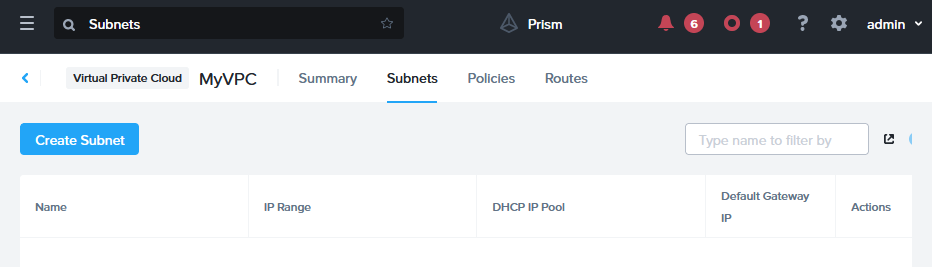 Subnets
Prism
6
1
?
admin
Virtual Private Cloud
MyVPC
Summary
Subnets
Policies
Routes
Create Subnet
Type name to filter by
Name
IP Range
DHCP IP Pool
Default Gateway
IP
Actions